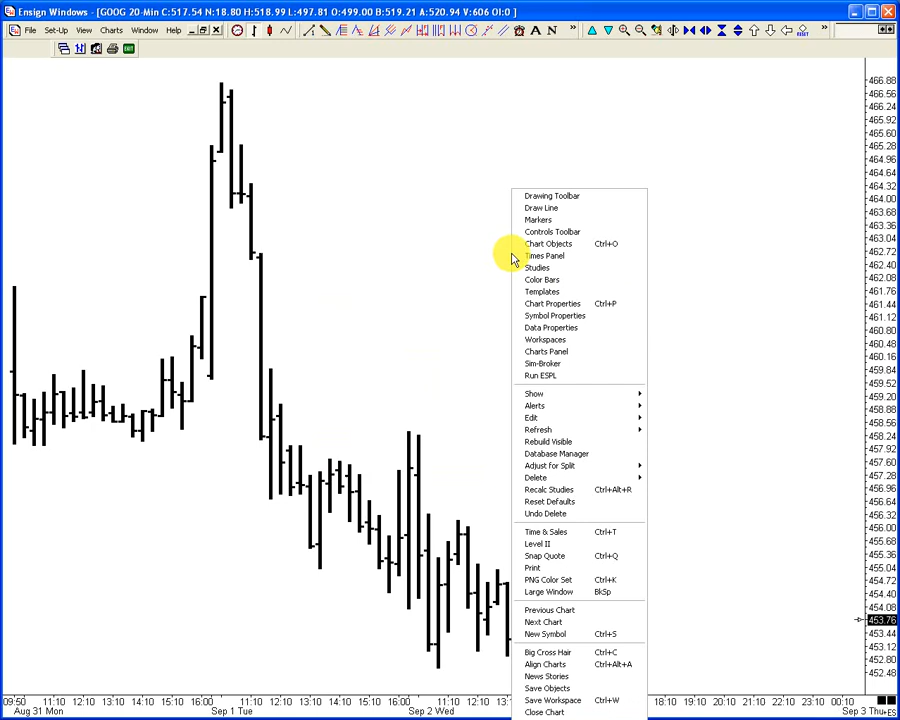 Ensign Windows - [GOOG 20-Min C:517.54 N:18.80 H:518.99 L:497.81 O:499.00 B:519.21 A:520.94 V:606 OI:0 ]
File Set-Up View Charts Window Help
466.88
466.56
466.24
465.92
465.60
465.28
464.96
464.64
464.32
464.00
463.68
463.36
463.04
462.72
462.40
462.08
461.76
461.44
461.12
460.80
460.48
460.16
459.84
459.52
459.20
458.88
458.56
458.24
457.92
457.60
457.28
456.96
456.64
456.32
456.00
455.68
455.36
455.04
454.72
454.40
454.08
453.76
453.44
453.12
452.80
452.48
Drawing Toolbar
Draw Line
Markers
Controls Toolbar
Chart Objects Ctrl+O
Times Panel
Studies
Color Bars
Templates
Chart Properties Ctrl+P
Symbol Properties
Data Properties
Workspaces
Charts Panel
Sim-Broker
Run ESPL
Show
Alerts
Edit
Refresh
Rebuild Visible
Database Manager
Adjust for Split
Delete
Recalc Studies Ctrl+Alt+R
Reset Defaults
Undo Delete
Time & Sales Ctrl+T
Level II
Snap Quote Ctrl+Q
Print
PNG Color Set Ctrl+K
Large Window BkSp
Previous Chart
Next Chart
New Symbol Ctrl+S
Big Cross Hair Ctrl+C
Align Charts Ctrl+Alt+A
News Stories
Save Objects
Save Workspace Ctrl+W
Close Chart
09:50 11:10 12:10 13:10 14:10 15:10 16:00 11:10 12:10 13:10 14:10 15:10 16:00 11:10 12:10 13 18:10 19:10 20:10 21:10 22:10 23:10 00:10
Aug 31 Mon Sep 1 Tue Sep 2 Wed Sep 3 Thu +ES